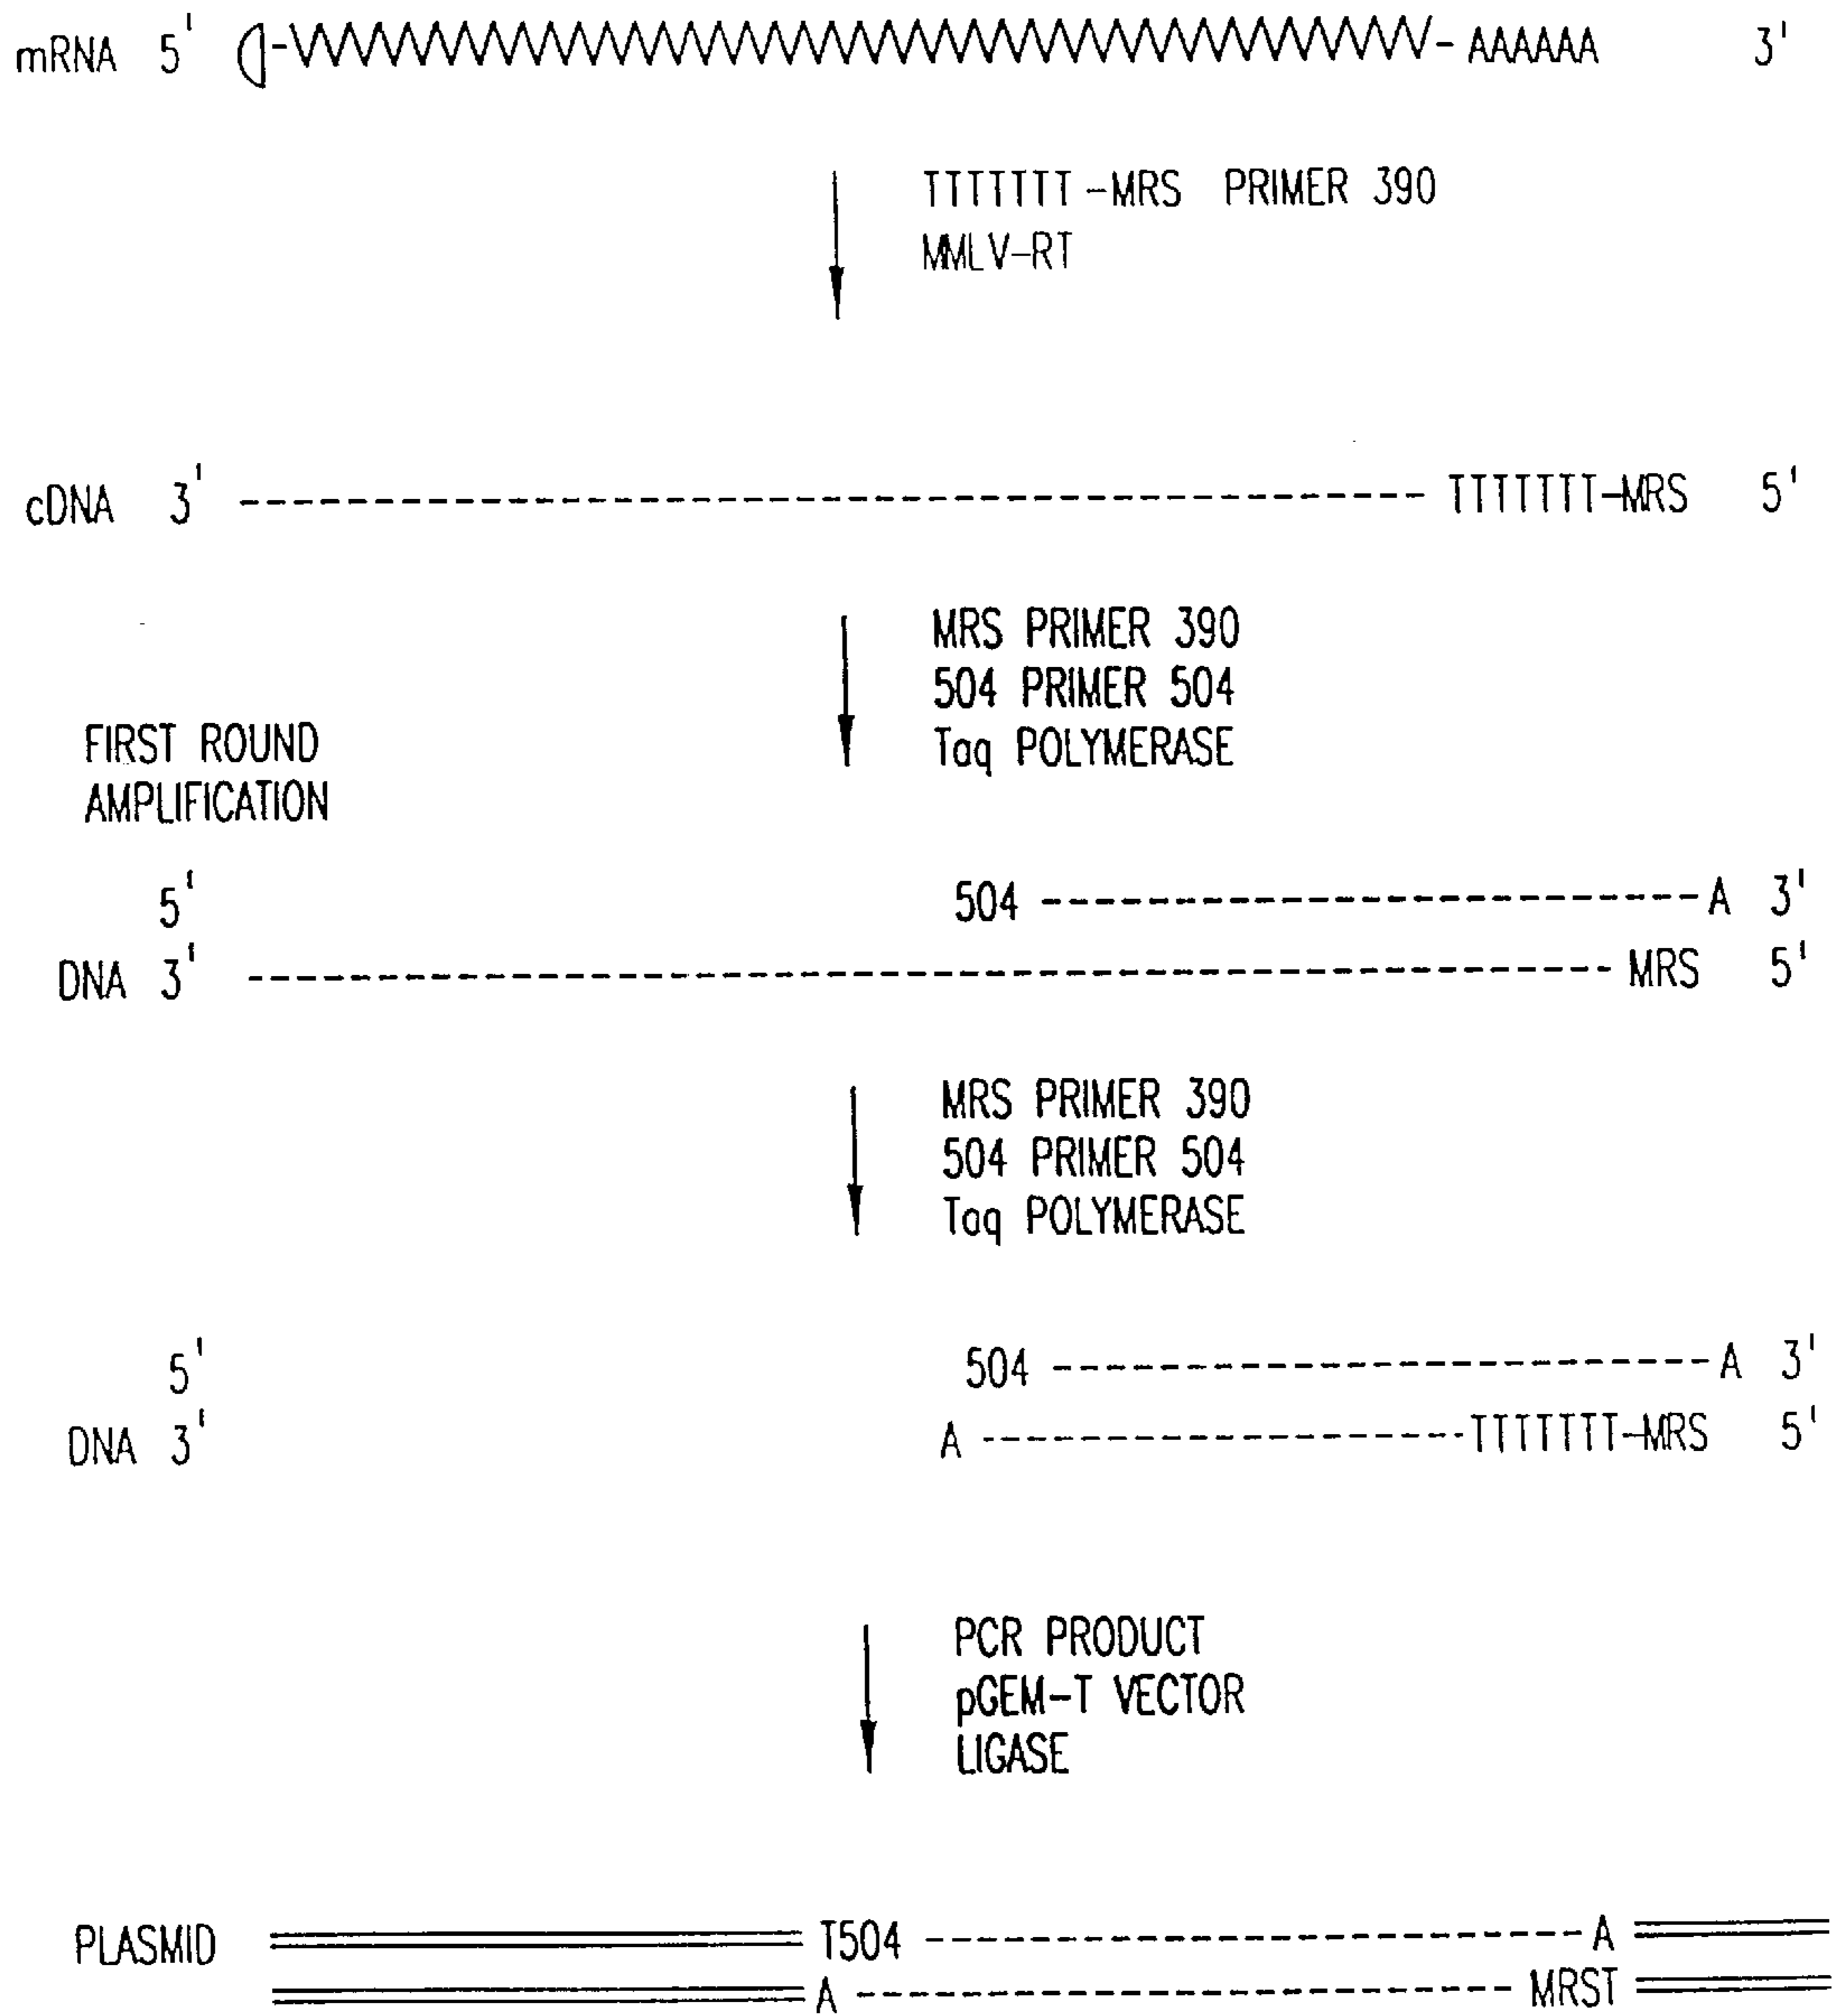 mRNA 5' - - AAAAAA 3'
TTTTTTT-MRS PRIMER 390
MMLV-RT
cDNA 3' TTTTTTT-MRS 5'
MRS PRIMER 390
504 PRIMER 504
Taq POLYMERASE
FIRST ROUND
AMPLIFICATION
5' 504 A 3'
DNA 3' MRS 5'
MRS PRIMER 390
504 PRIMER 504
Taq POLYMERASE
5' 504 A 3'
DNA 3' A TTTTTTT-MRS 5'
PCR PRODUCT
pGEM-T VECTOR
LIGASE
PLASMID T504 A
A MRST